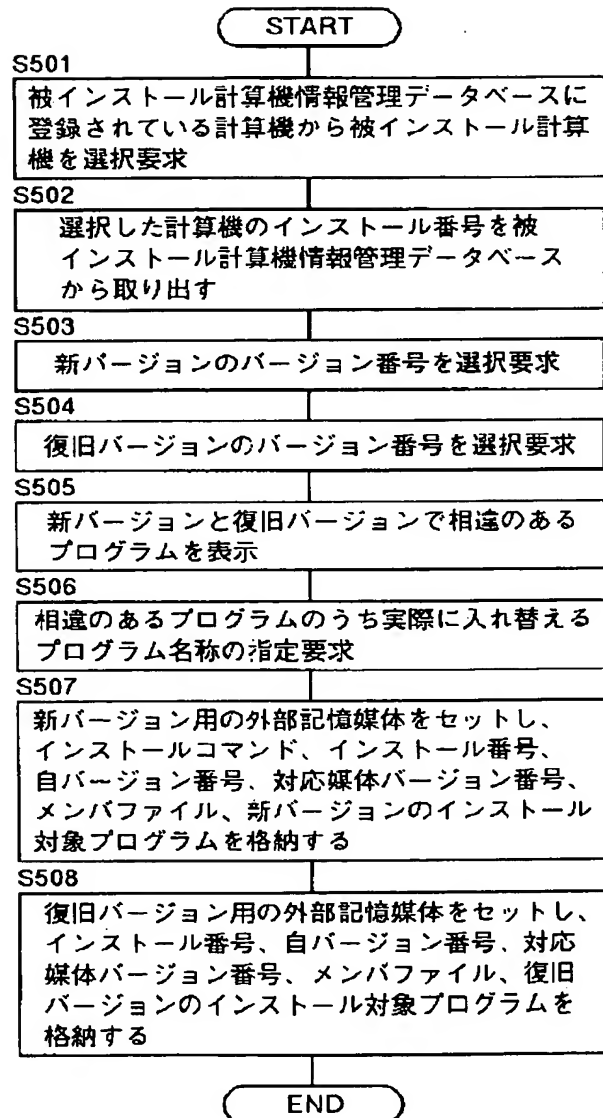 START
S501
被インストール計算機情報管理データベースに
登録されている計算機から被インストール計算
機を選択要求
S502
選択した計算機のインストール番号を被
インストール計算機情報管理データベース
から取り出す
S503
新バージョンのバージョン番号を選択要求
S504
復旧バージョンのバージョン番号を選択要求
S505
新バージョンと復旧バージョンで相違のある
プログラムを表示
S506
相違のあるプログラムのうち実際に入れ替える
プログラム名称の指定要求
S507
新バージョン用の外部記憶媒体をセットし、
インストールコマンド、インストール番号、
自バージョン番号、対応媒体バージョン番号、
メンバファイル、新バージョンのインストール
対象プログラムを格納する
S508
復旧バージョン用の外部記憶媒体をセットし、
インストール番号、自バージョン番号、対応
媒体バージョン番号、メンバファイル、復旧
バージョンのインストール対象プログラムを
格納する
END